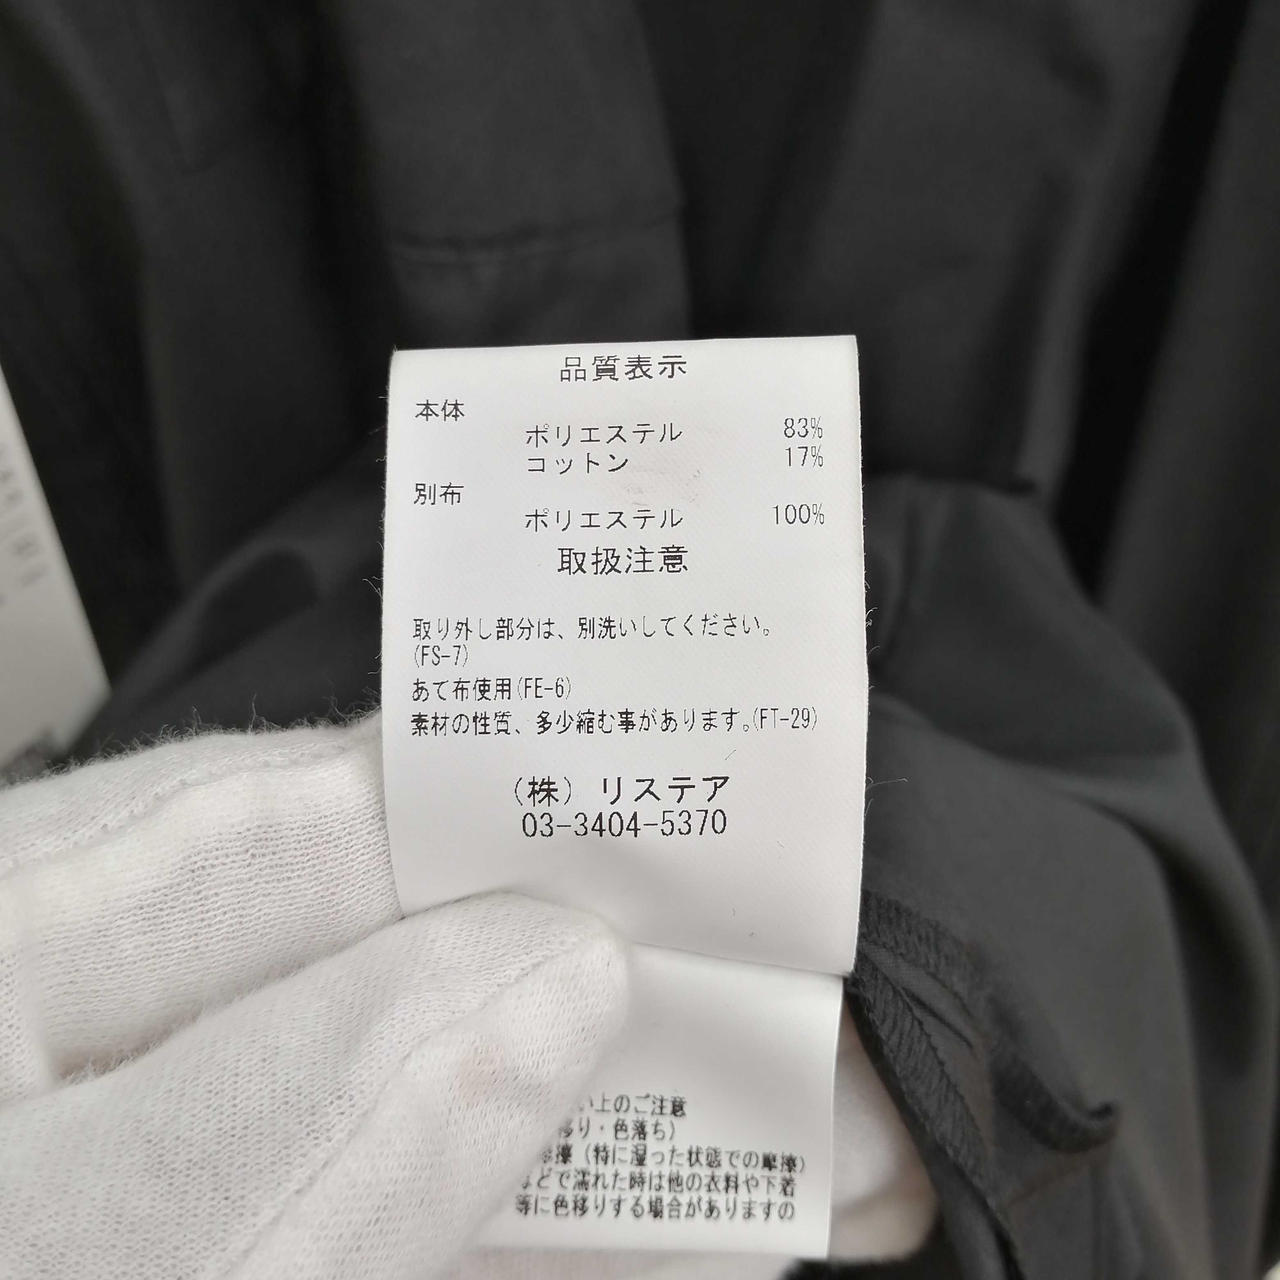 品質表示
本体
ポリエステル 83%
コットン 17%
別布
ポリエステル 100%
取扱注意
取り外し部分は、別洗いしてください。
(FS-7)
あて布使用(FE-6)
素材の性質、多少縮む事があります。(FT-29)
(株) リステア
03-3404-5370
い上のご注意
移り・色落ち)
摩擦(特に湿った状態での摩擦)
などで濡れた時は他の衣料や下着
等に色移りする場合がありますの